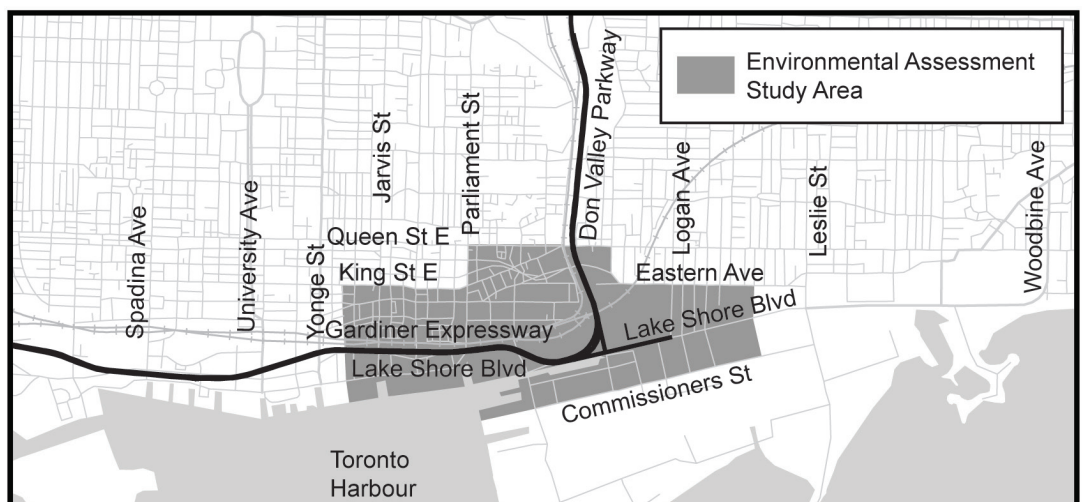 Environmental Assessment
Study Area
Spadina Ave
University Ave
Yonge St
Jarvis St
Parliament St
Don Valley Parkway
Logan Ave
Leslie St
Woodbine Ave
Queen St E
King St E
Eastern Ave
Gardiner Expressway
Lake Shore Blvd
Lake Shore Blvd
Commissioners St
Toronto
Harbour